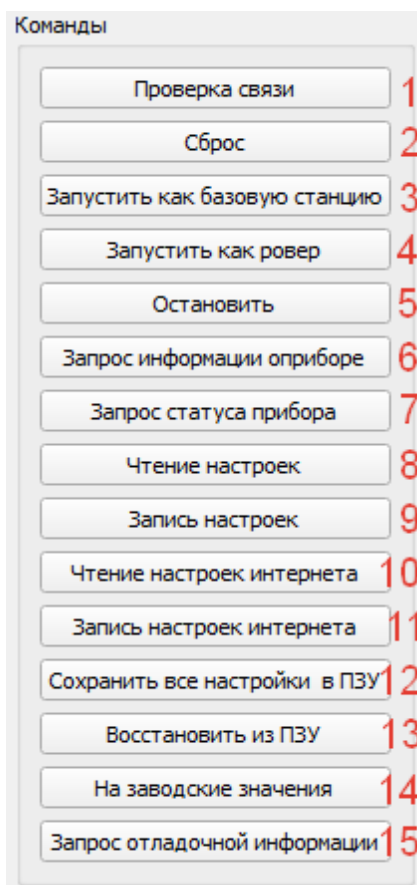 Команды
Проверка связи 1
Сброс 2
Запустить как базовую станцию 3
Запустить как ровер 4
Остановить 5
Запрос информации оприборе 6
Запрос статуса прибора 7
Чтение настроек 8
Запись настроек 9
Чтение настроек интернета 10
Запись настроек интернета 11
Сохранить все настройки в ПЗУ 12
Восстановить из ПЗУ 13
На заводские значения 14
Запрос отладочной информации 15